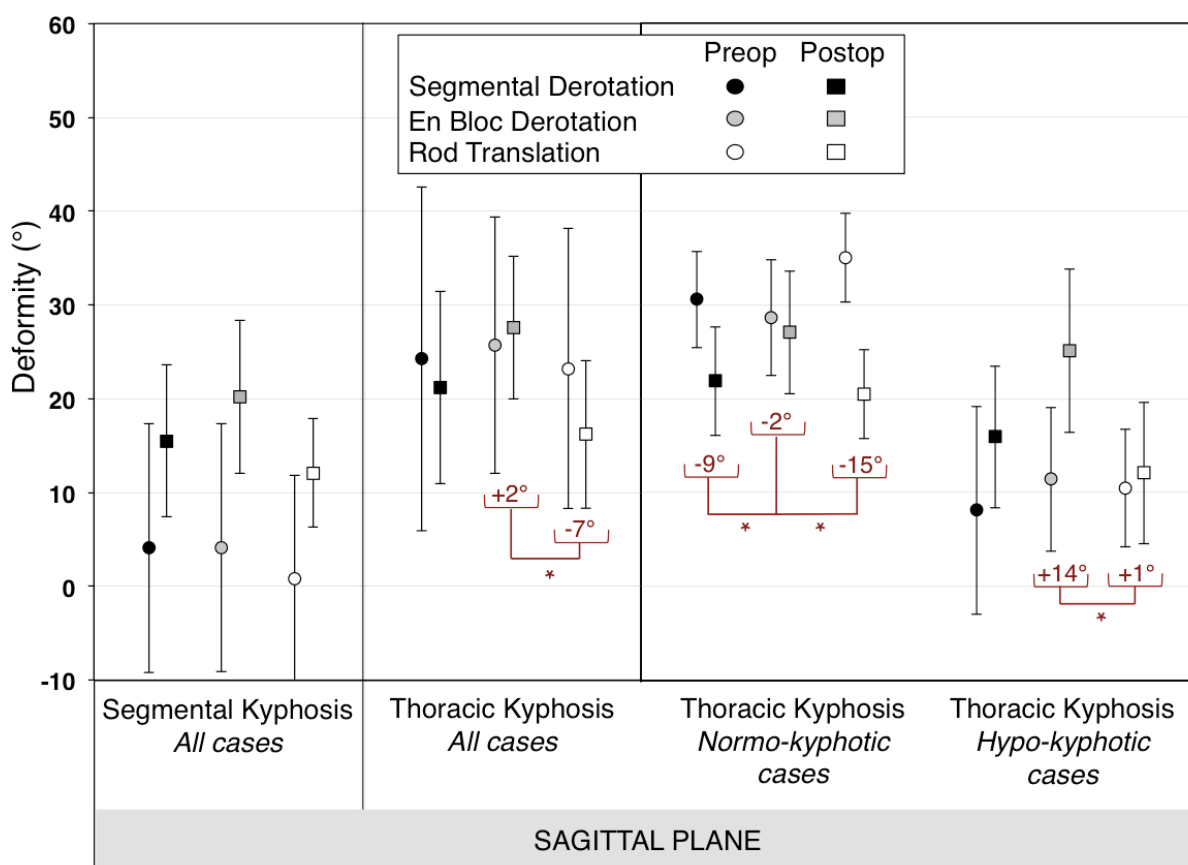 60
50
40
30
20
10
0
-10
Deformity (°)
Preop Postop
Segmental Derotation
En Bloc Derotation
Rod Translation
+2°
-7°
*
-9°
-2°
-15°
* *
+14°
+1°
*
Segmental Kyphosis
All cases
Thoracic Kyphosis
All cases
Thoracic Kyphosis
Normo-kyphotic
cases
Thoracic Kyphosis
Hypo-kyphotic
cases
SAGITTAL PLANE